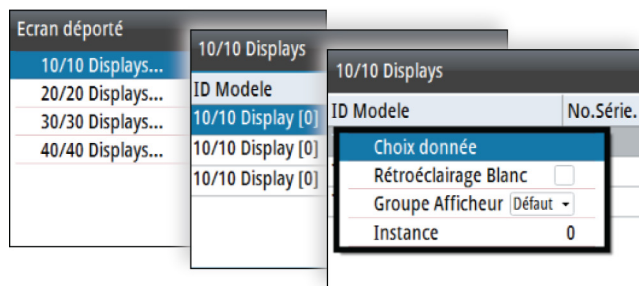 Ecran déporté
10/10 Displays...
20/20 Displays...
30/30 Displays...
40/40 Displays...
10/10 Displays
ID Modele
10/10 Display [0]
10/10 Display [0]
10/10 Display [0]
10/10 Displays
ID Modele No.Série.
Choix donnée
Rétroéclairage Blanc
Groupe Afficheur Défaut
Instance 0